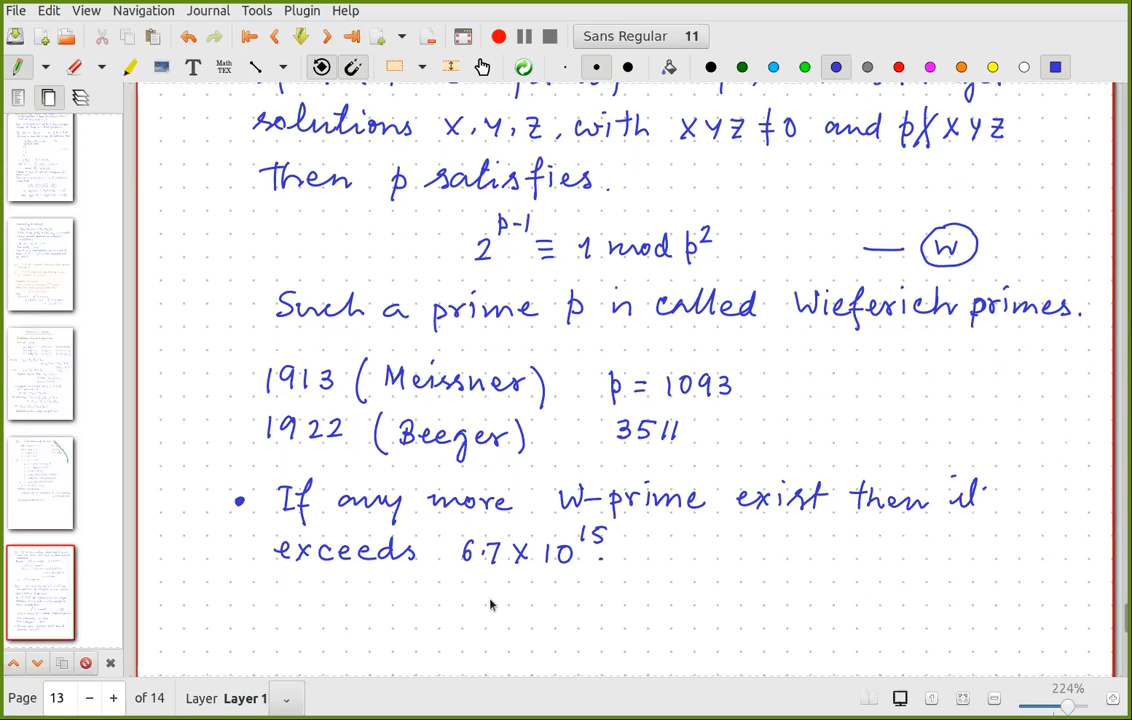 File Edit View Navigation Journal Tools Plugin Help
Sans Regular 11
T MATH TEX
solutions X, Y, Z, with XYZ ≠ 0 and p∤XYZ
then p satisfies.
2^{p-1} ≡ 1 mod p^2 — (W)
Such a prime p is called Wieferich primes.
1913 (Meissner) p = 1093
1922 (Beeger) 3511
• If any more W-prime exist then it
exceeds 6.7 × 10^{15}.
Page 13 − + of 14 Layer Layer 1 224%